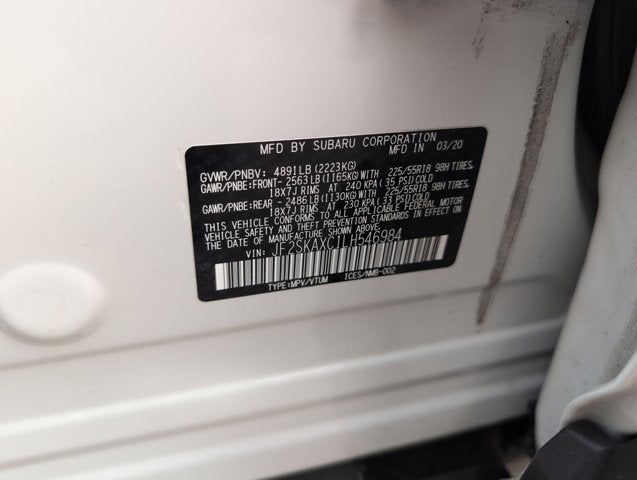 MFD BY SUBARU CORPORATION
MFD IN 03/20
GVWR/PNBV: 4891LB(2223KG)
GAWR/PNBE:FRONT- 2563LB(1165KG)WITH 225/55R18 98H TIRES,
18X7J RIMS AT 240 KPA(35 PSI)COLD
GAWR/PNBE:REAR - 2486LB(1130KG)WITH 225/55R18 98H TIRES,
18X7J RIMS AT 230 KPA(33 PSI)COLD
THIS VEHICLE CONFORMS TO ALL APPLICABLE FEDERAL MOTOR
VEHICLE SAFETY AND THEFT PREVENTION STANDARDS IN EFFECT ON
THE DATE OF MANUFACTURE SHOWN ABOVE.
VIN: JF2SKAXC1LH546984
TYPE:MPV/VTUM ICES/NMB-002